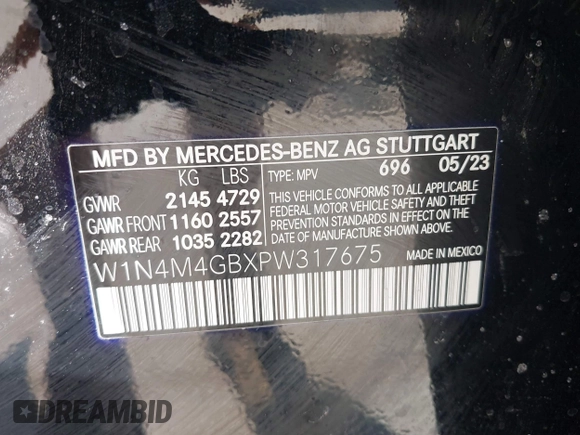 MFD BY MERCEDES-BENZ AG STUTTGART
KG LBS TYPE: MPV 696 05/23
GVWR 2145 4729
GAWR FRONT 1160 2557
GAWR REAR 1035 2282
THIS VEHICLE CONFORMS TO ALL APPLICABLE
FEDERAL MOTOR VEHICLE SAFETY AND THEFT
PREVENTION STANDARDS IN EFFECT ON THE
DATE OF MANUFACTURE SHOWN ABOVE.
W1N4M4GBXPW317675 MADE IN MEXICO
DREAMBID